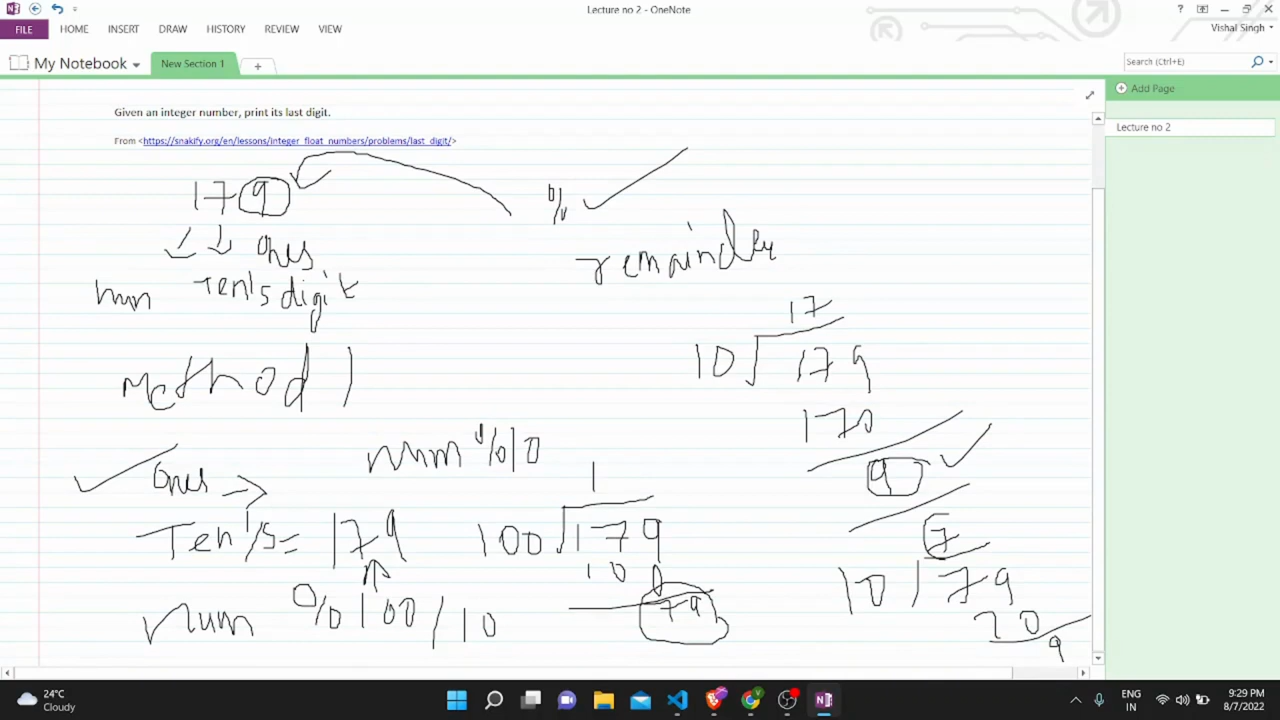 Lecture no 2 - OneNote
?
FILE HOME INSERT DRAW HISTORY REVIEW VIEW
Vishal Singh
My Notebook
New Section 1
+
Search (Ctrl+E)
Add Page
Lecture no 2
Given an integer number, print its last digit.
From <https://snakify.org/en/lessons/integer_float_numbers/problems/last_digit/>
179
%
ones
remainder
Ten's digit
17
10 179
method 1
170
num %10
9
ones →
1
Ten's = 179
100 179
7
100
10 79
num %100/10
79
70
9
24°C
Cloudy
ENG
IN
9:29 PM
8/7/2022